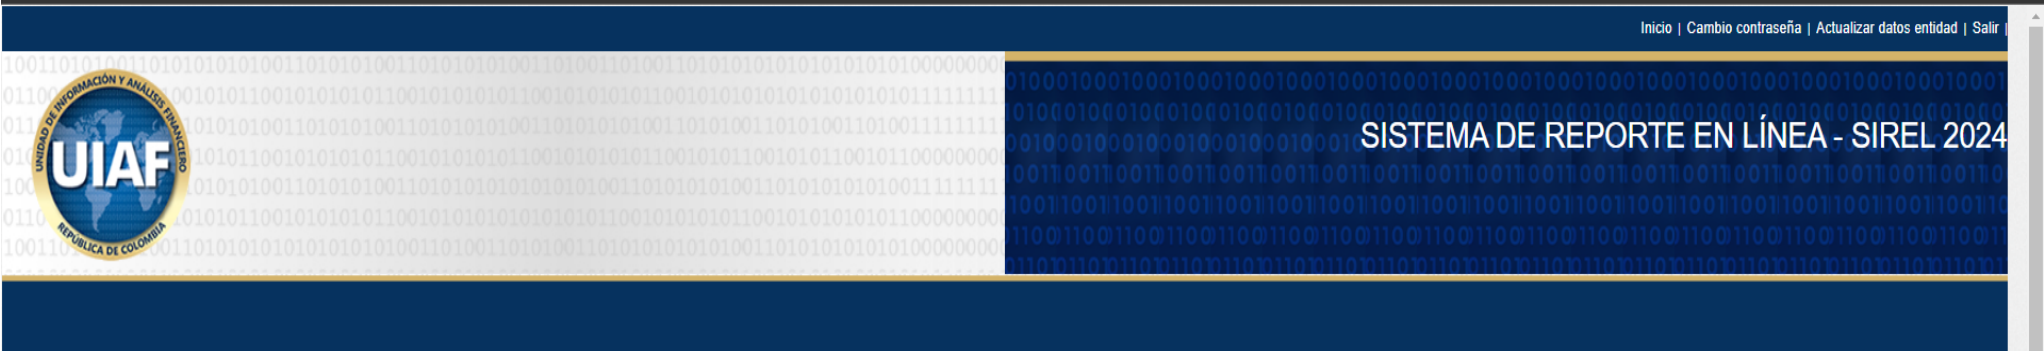 Inicio | Cambio contraseña | Actualizar datos entidad | Salir |
UNIDAD DE INFORMACIÓN Y ANÁLISIS FINANCIERO
UIAF
REPÚBLICA DE COLOMBIA
SISTEMA DE REPORTE EN LÍNEA - SIREL 2024